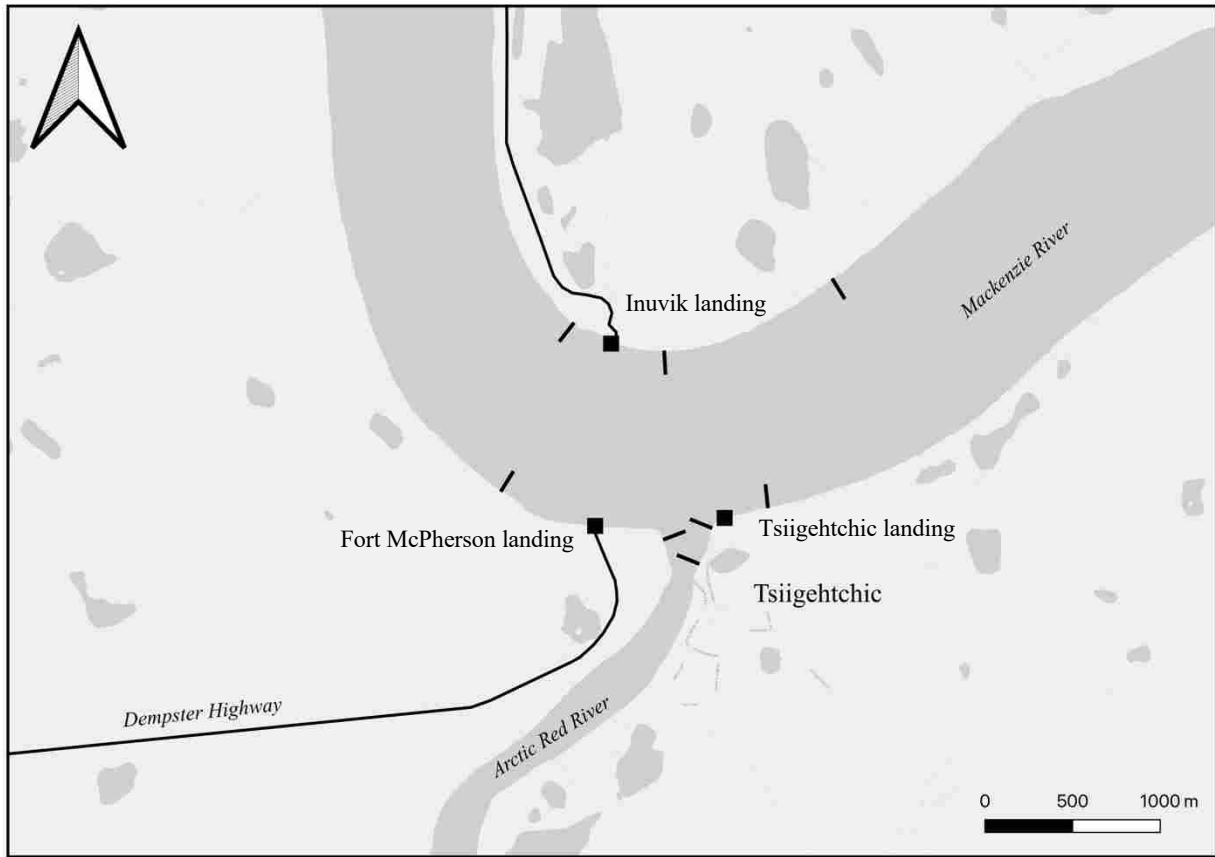 Mackenzie River
Inuvik landing
Fort McPherson landing
Tsiigehtchic landing
Tsiigehtchic
Dempster Highway
Arctic Red River
0 500 1000 m